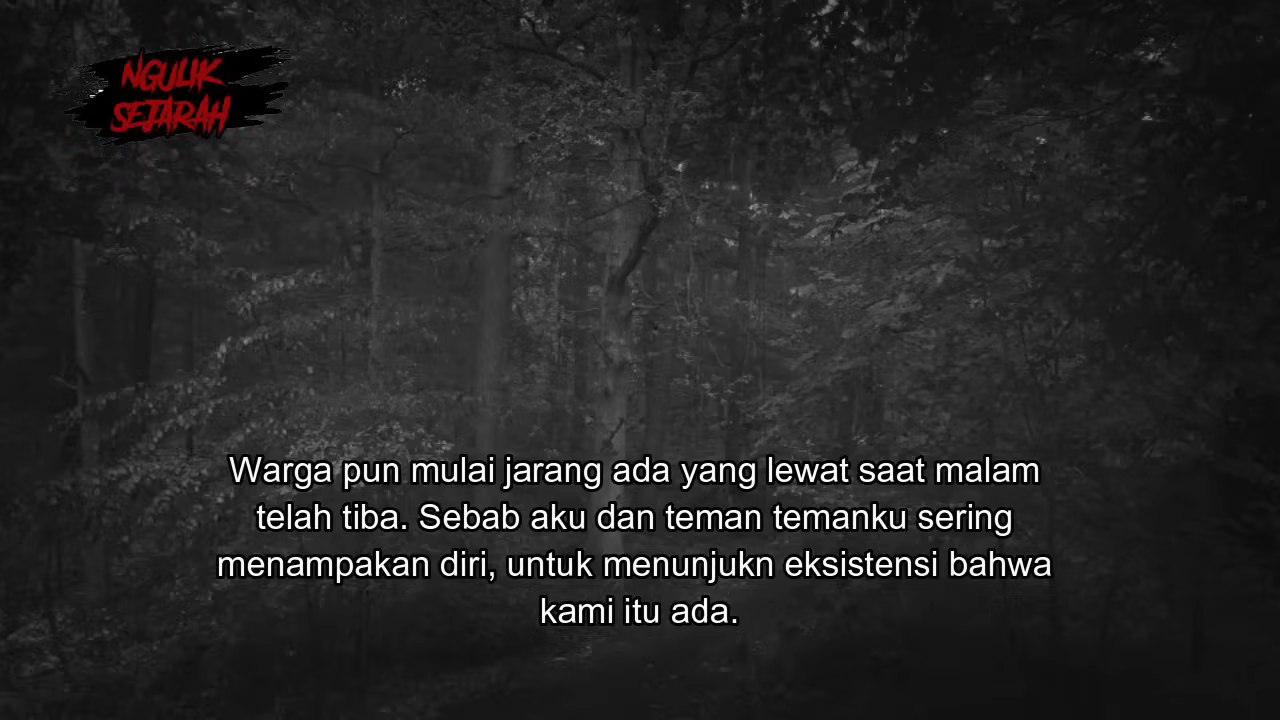 NGULIK
SEJARAH
Warga pun mulai jarang ada yang lewat saat malam
telah tiba. Sebab aku dan teman temanku sering
menampakan diri, untuk menunjukn eksistensi bahwa
kami itu ada.